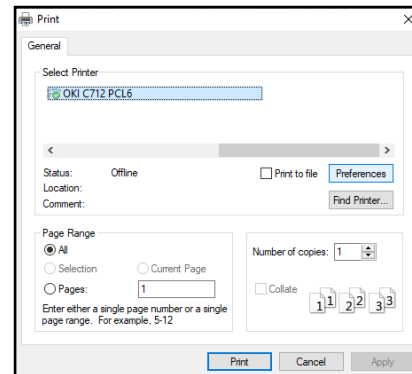 Print
General
Select Printer
OKI C712 PCL6
Status: Offline
Print to file
Preferences
Location:
Comment:
Find Printer...
Page Range
All
Selection
Current Page
Pages:
1
Enter either a single page number or a single
page range. For example, 5-12
Number of copies: 1
Collate
1 1 2 2 3 3
Print
Cancel
Apply